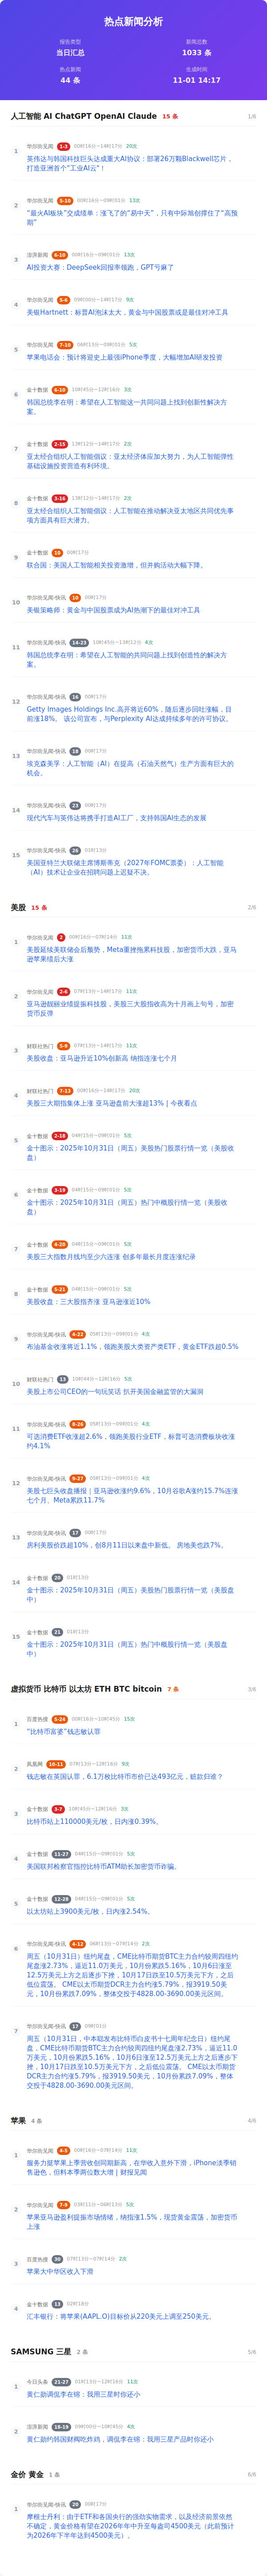 热点新闻分析
报告类型
当日汇总
新闻总数
1033 条
热点新闻
44 条
生成时间
11-01 14:17
人工智能 AI ChatGPT OpenAI Claude 15 条 1/6
1 华尔街见闻 1-3 00时16分~14时17分 20次
英伟达与韩国科技巨头达成重大AI协议：部署26万颗Blackwell芯片，
打造亚洲首个"工业AI云"！
2 华尔街见闻 5-10 00时16分~09时01分 13次
"最火AI板块"交成绩单：涨飞了的"易中天"，只有中际旭创撑住了"高预
期"
3 澎湃新闻 6-10 00时16分~09时01分 13次
AI投资大赛：DeepSeek回报率领跑，GPT亏麻了
4 华尔街见闻 5-6 09时00分~14时17分 9次
美银Hartnett：标普AI泡沫太大，黄金与中国股票或是最佳对冲工具
5 华尔街见闻 7-10 06时13分~09时01分 5次
苹果电话会：预计将迎史上最强iPhone季度，大幅增加AI研发投资
6 金十数据 6-10 10时45分~12时16分 3次
韩国总统李在明：希望在人工智能这一共同问题上找到创新性解决方
案。
7 金十数据 2-15 13时12分~14时17分 2次
亚太经合组织人工智能倡议：亚太经济体应加大努力，为人工智能弹性
基础设施投资营造有利环境。
8 金十数据 3-16 13时12分~14时17分 2次
亚太经合组织人工智能倡议：人工智能在推动解决亚太地区共同优先事
项方面具有巨大潜力。
9 金十数据 10 00时17分
联合国：美国人工智能相关投资激增，但并购活动大幅下降。
10 华尔街见闻-快讯 10 00时17分
美银策略师：黄金与中国股票成为AI热潮下的最佳对冲工具
11 华尔街见闻-快讯 14-23 10时45分~13时12分 4次
韩国总统李在明：希望在人工智能的共同问题上找到创造性的解决方
案。
12 华尔街见闻-快讯 16 00时17分
Getty Images Holdings Inc.高开将近60%，随后逐步回吐涨幅，目
前涨18%。 该公司宣布，与Perplexity AI达成持续多年的许可协议。
13 华尔街见闻-快讯 18 00时17分
埃克森美孚：人工智能（AI）在提高（石油天然气）生产方面有巨大的
机会。
14 华尔街见闻-快讯 23 00时17分
现代汽车与英伟达将携手打造AI工厂，支持韩国AI生态的发展
15 华尔街见闻-快讯 26 01时13分
美国亚特兰大联储主席博斯蒂克（2027年FOMC票委）：人工智能
（AI）技术让企业在招聘问题上迟疑不决。
美股 15 条 2/6
1 华尔街见闻 2 00时16分~07时14分 11次
美股延续美联储会后颓势，Meta重挫拖累科技股，加密货币大跌，亚马
逊苹果绩后大涨
2 华尔街见闻 2-6 07时13分~14时17分 11次
亚马逊靓丽业绩提振科技股，美股三大股指收高为十月画上句号，加密
货币反弹
3 财联社热门 5-9 07时13分~14时17分 11次
美股收盘：亚马逊升近10%创新高 纳指连涨七个月
4 财联社热门 7-13 00时16分~14时17分 20次
美股三大期指集体上涨 亚马逊盘前大涨超13% | 今夜看点
5 金十数据 2-18 04时15分~09时01分 5次
金十图示：2025年10月31日（周五）美股热门股票行情一览（美股收
盘）
6 金十数据 3-19 04时15分~09时01分 5次
金十图示：2025年10月31日（周五）热门中概股行情一览（美股收
盘）
7 金十数据 4-20 04时15分~09时01分 5次
美股三大指数月线均至少六连涨 创多年最长月度连涨纪录
8 金十数据 5-21 04时15分~09时01分 5次
美股收盘：三大股指齐涨 亚马逊涨近10%
9 华尔街见闻-快讯 4-22 05时13分~09时01分 4次
布油基金收涨将近1.1%，领跑美股大类资产类ETF，黄金ETF跌超0.5%
10 财联社热门 13 10时44分~12时16分 5次
美股上市公司CEO的一句玩笑话 扒开美国金融监管的大漏洞
11 华尔街见闻-快讯 8-26 05时13分~09时01分 4次
可选消费ETF收涨超2.6%，领跑美股行业ETF，标普可选消费板块收涨
约4.1%
12 华尔街见闻-快讯 9-27 05时13分~09时01分 4次
美股七巨头收盘播报｜亚马逊收涨约9.6%，10月谷歌A涨约15.7%连涨
七个月、Meta累跌11.7%
13 华尔街见闻-快讯 17 00时17分
房利美股价跌超10%，创8月11日以来盘中新低。 房地美也跌7%。
14 金十数据 20 01时13分
金十图示：2025年10月31日（周五）美股热门股票行情一览（美股盘
中）
15 金十数据 21 01时13分
金十图示：2025年10月31日（周五）热门中概股行情一览（美股盘
中）
虚拟货币 比特币 以太坊 ETH BTC bitcoin 7 条 3/6
1 百度热搜 5-24 00时16分~10时45分 15次
"比特币富婆"钱志敏认罪
2 凤凰网 10-11 07时13分~12时16分 9次
钱志敏在英国认罪，6.1万枚比特币市价已达493亿元，赃款归谁？
3 金十数据 3-7 10时45分~12时16分 3次
比特币站上110000美元/枚，日内涨0.39%。
4 金十数据 11-27 04时15分~09时01分 5次
美国联邦检察官指控比特币ATM助长加密货币诈骗。
5 金十数据 12-28 04时15分~09时01分 5次
以太坊站上3900美元/枚，日内涨2.54%。
6 华尔街见闻-快讯 4-12 06时13分~07时14分 2次
周五（10月31日）纽约尾盘，CME比特币期货BTC主力合约较周四纽约
尾盘涨2.73%，逼近11.0万美元，10月份累跌5.16%，10月6日涨至
12.5万美元上方之后逐步下挫，10月17日跌至10.5万美元下方，之后
低位震荡。 CME以太币期货DCR主力合约涨5.79%，报3919.50美
元，10月份累跌7.09%，整体交投于4828.00-3690.00美元区间。
7 华尔街见闻-快讯 17 09时01分
周五（10月31日，中本聪发布比特币白皮书十七周年纪念日）纽约尾
盘，CME比特币期货BTC主力合约较周四纽约尾盘涨2.73%，逼近11.0
万美元，10月份累跌5.16%，10月6日涨至12.5万美元上方之后逐步下
挫，10月17日跌至10.5万美元下方，之后低位震荡。 CME以太币期货
DCR主力合约涨5.79%，报3919.50美元，10月份累跌7.09%，整体
交投于4828.00-3690.00美元区间。
苹果 4 条 4/6
1 华尔街见闻 4-5 00时16分~07时14分 11次
服务力挺苹果上季营收创同期新高，在华收入意外下滑，iPhone淡季销
售逊色，但料本季两位数大增 | 财报见闻
2 华尔街见闻 7-9 03时11分~06时13分 5次
苹果亚马逊盈利提振市场情绪，纳指涨1.5%，现货黄金震荡，加密货币
上涨
3 百度热搜 30 07时13分~07时14分 2次
苹果大中华区收入下滑
4 金十数据 13 02时18分
汇丰银行：将苹果(AAPL.O)目标价从220美元上调至250美元。
SAMSUNG 三星 2 条 5/6
1 今日头条 21-27 01时13分~12时16分 11次
黄仁勋调侃李在镕：我用三星时你还小
2 澎湃新闻 18-19 09时00分~10时45分 4次
黄仁勋约韩国财阀吃炸鸡，调侃李在镕：我用三星产品时你还小
金价 黄金 1 条 6/6
1 华尔街见闻-快讯 20 00时17分
摩根士丹利：由于ETF和各国央行的强劲实物需求，以及经济前景依然
不确定，黄金价格有望在2026年年中升至每盎司4500美元（此前预计
为2026年下半年达到4500美元）。